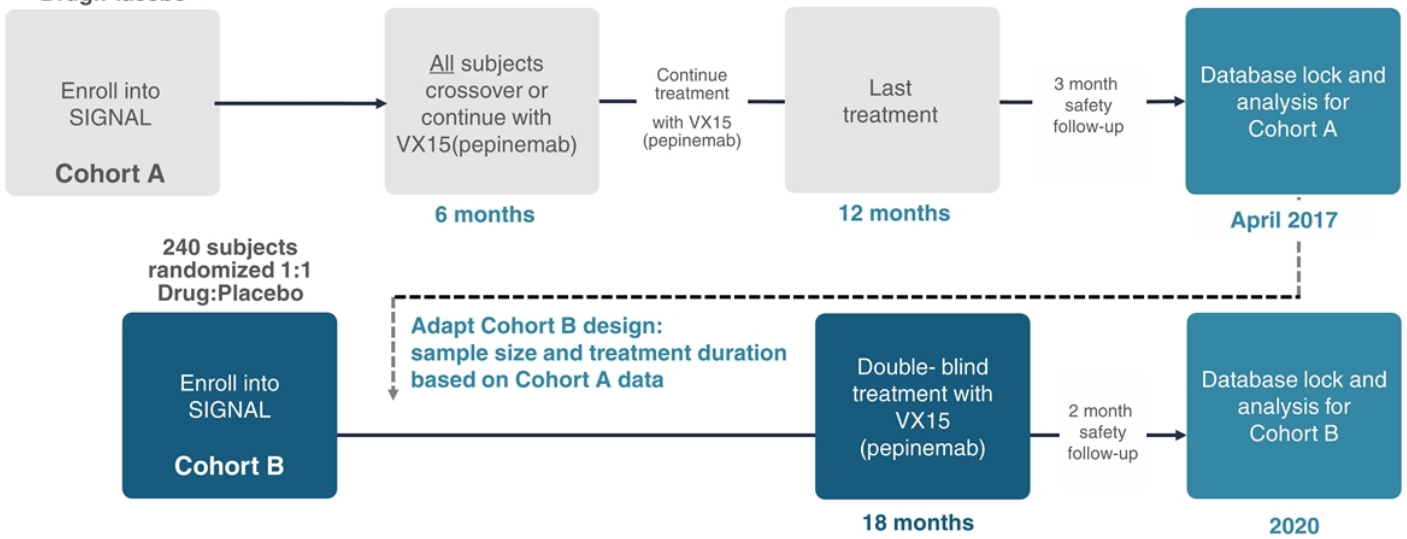 Enroll into
SIGNAL
Cohort A
All subjects
crossover or
continue with
VX15(pepinemab)
6 months
Continue
treatment
with VX15
(pepinemab)
Last
treatment
12 months
3 month
safety
follow-up
Database lock and
analysis for
Cohort A
April 2017
240 subjects
randomized 1:1
Drug:Placebo
Enroll into
SIGNAL
Cohort B
Adapt Cohort B design:
sample size and treatment duration
based on Cohort A data
Double- blind
treatment with
VX15
(pepinemab)
18 months
2 month
safety
follow-up
Database lock and
analysis for
Cohort B
2020